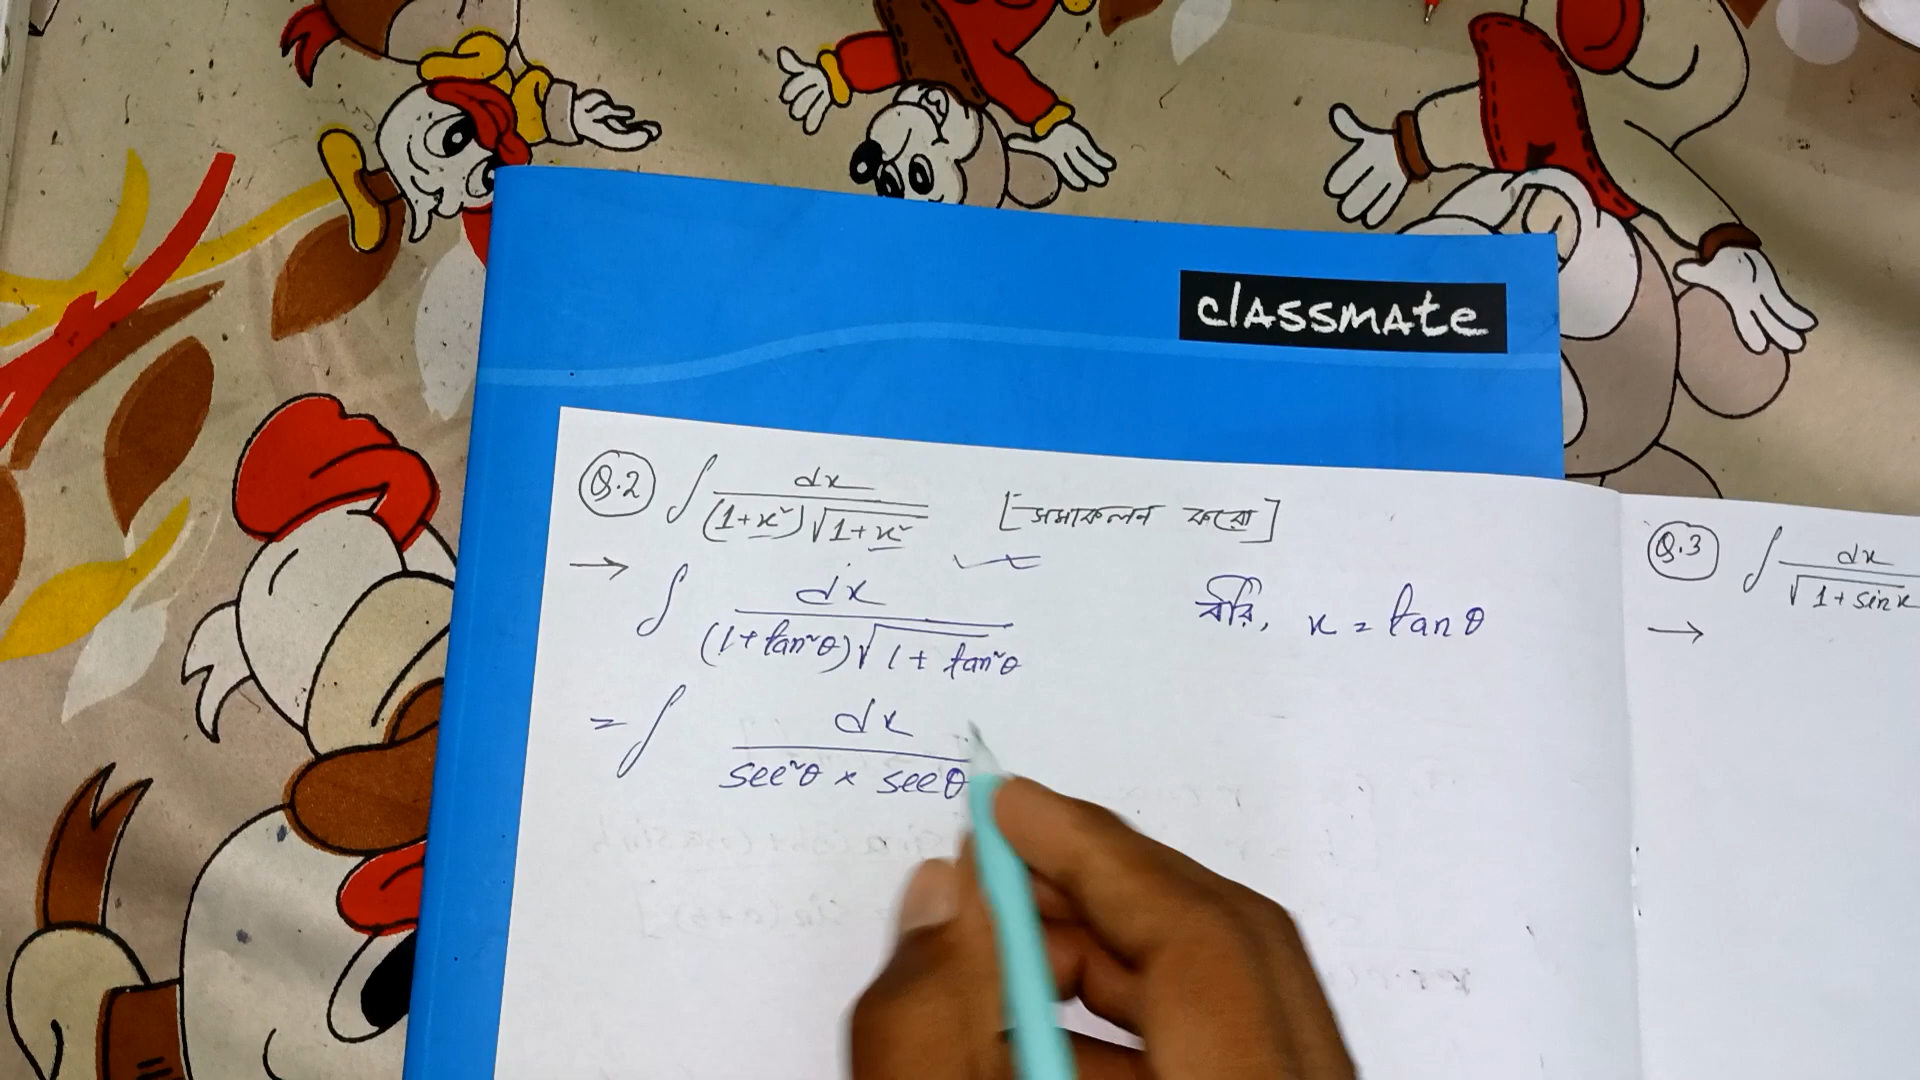 classmate
Q.2 ∫ dx / (1+x²)√1+x² [সমাকলন করো]
→ ∫ dx / (1+tan²θ)√1+tan²θ ধরি, x = tanθ
= ∫ dx / sec²θ × secθ
Q.3 ∫ dx / √1+sinx
→